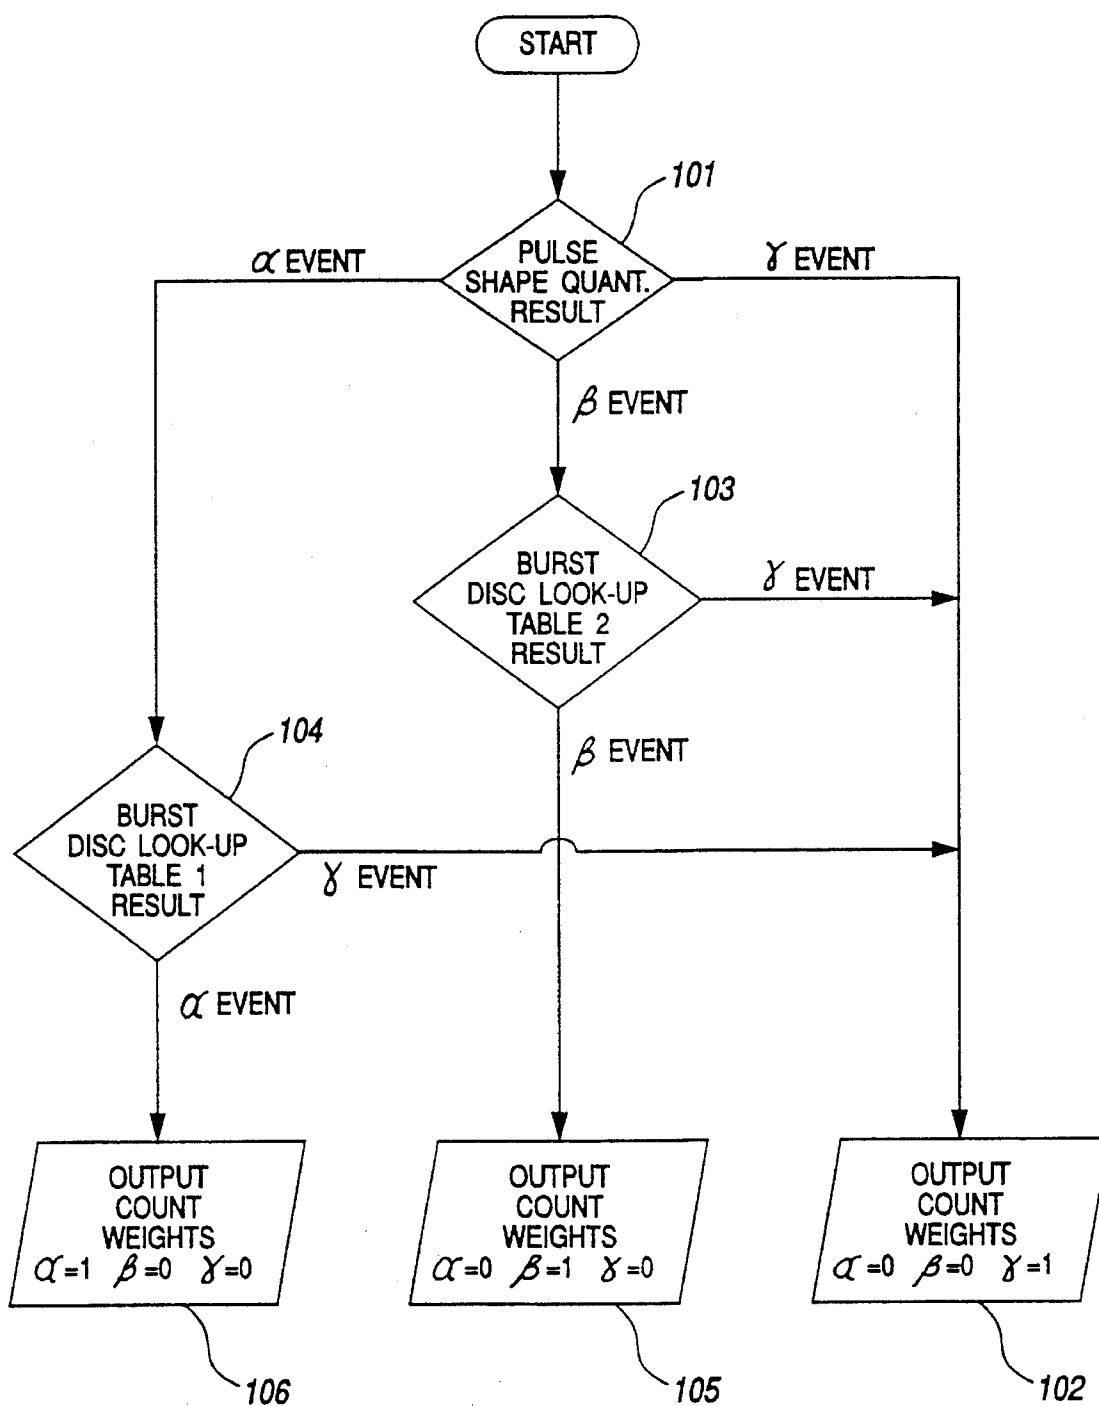 START
101
PULSE
SHAPE QUANT.
RESULT
α EVENT
γ EVENT
β EVENT
103
BURST
DISC LOOK-UP
TABLE 2
RESULT
γ EVENT
β EVENT
104
BURST
DISC LOOK-UP
TABLE 1
RESULT
γ EVENT
α EVENT
OUTPUT
COUNT
WEIGHTS
α=1 β=0 γ=0
106
OUTPUT
COUNT
WEIGHTS
α=0 β=1 γ=0
105
OUTPUT
COUNT
WEIGHTS
α=0 β=0 γ=1
102